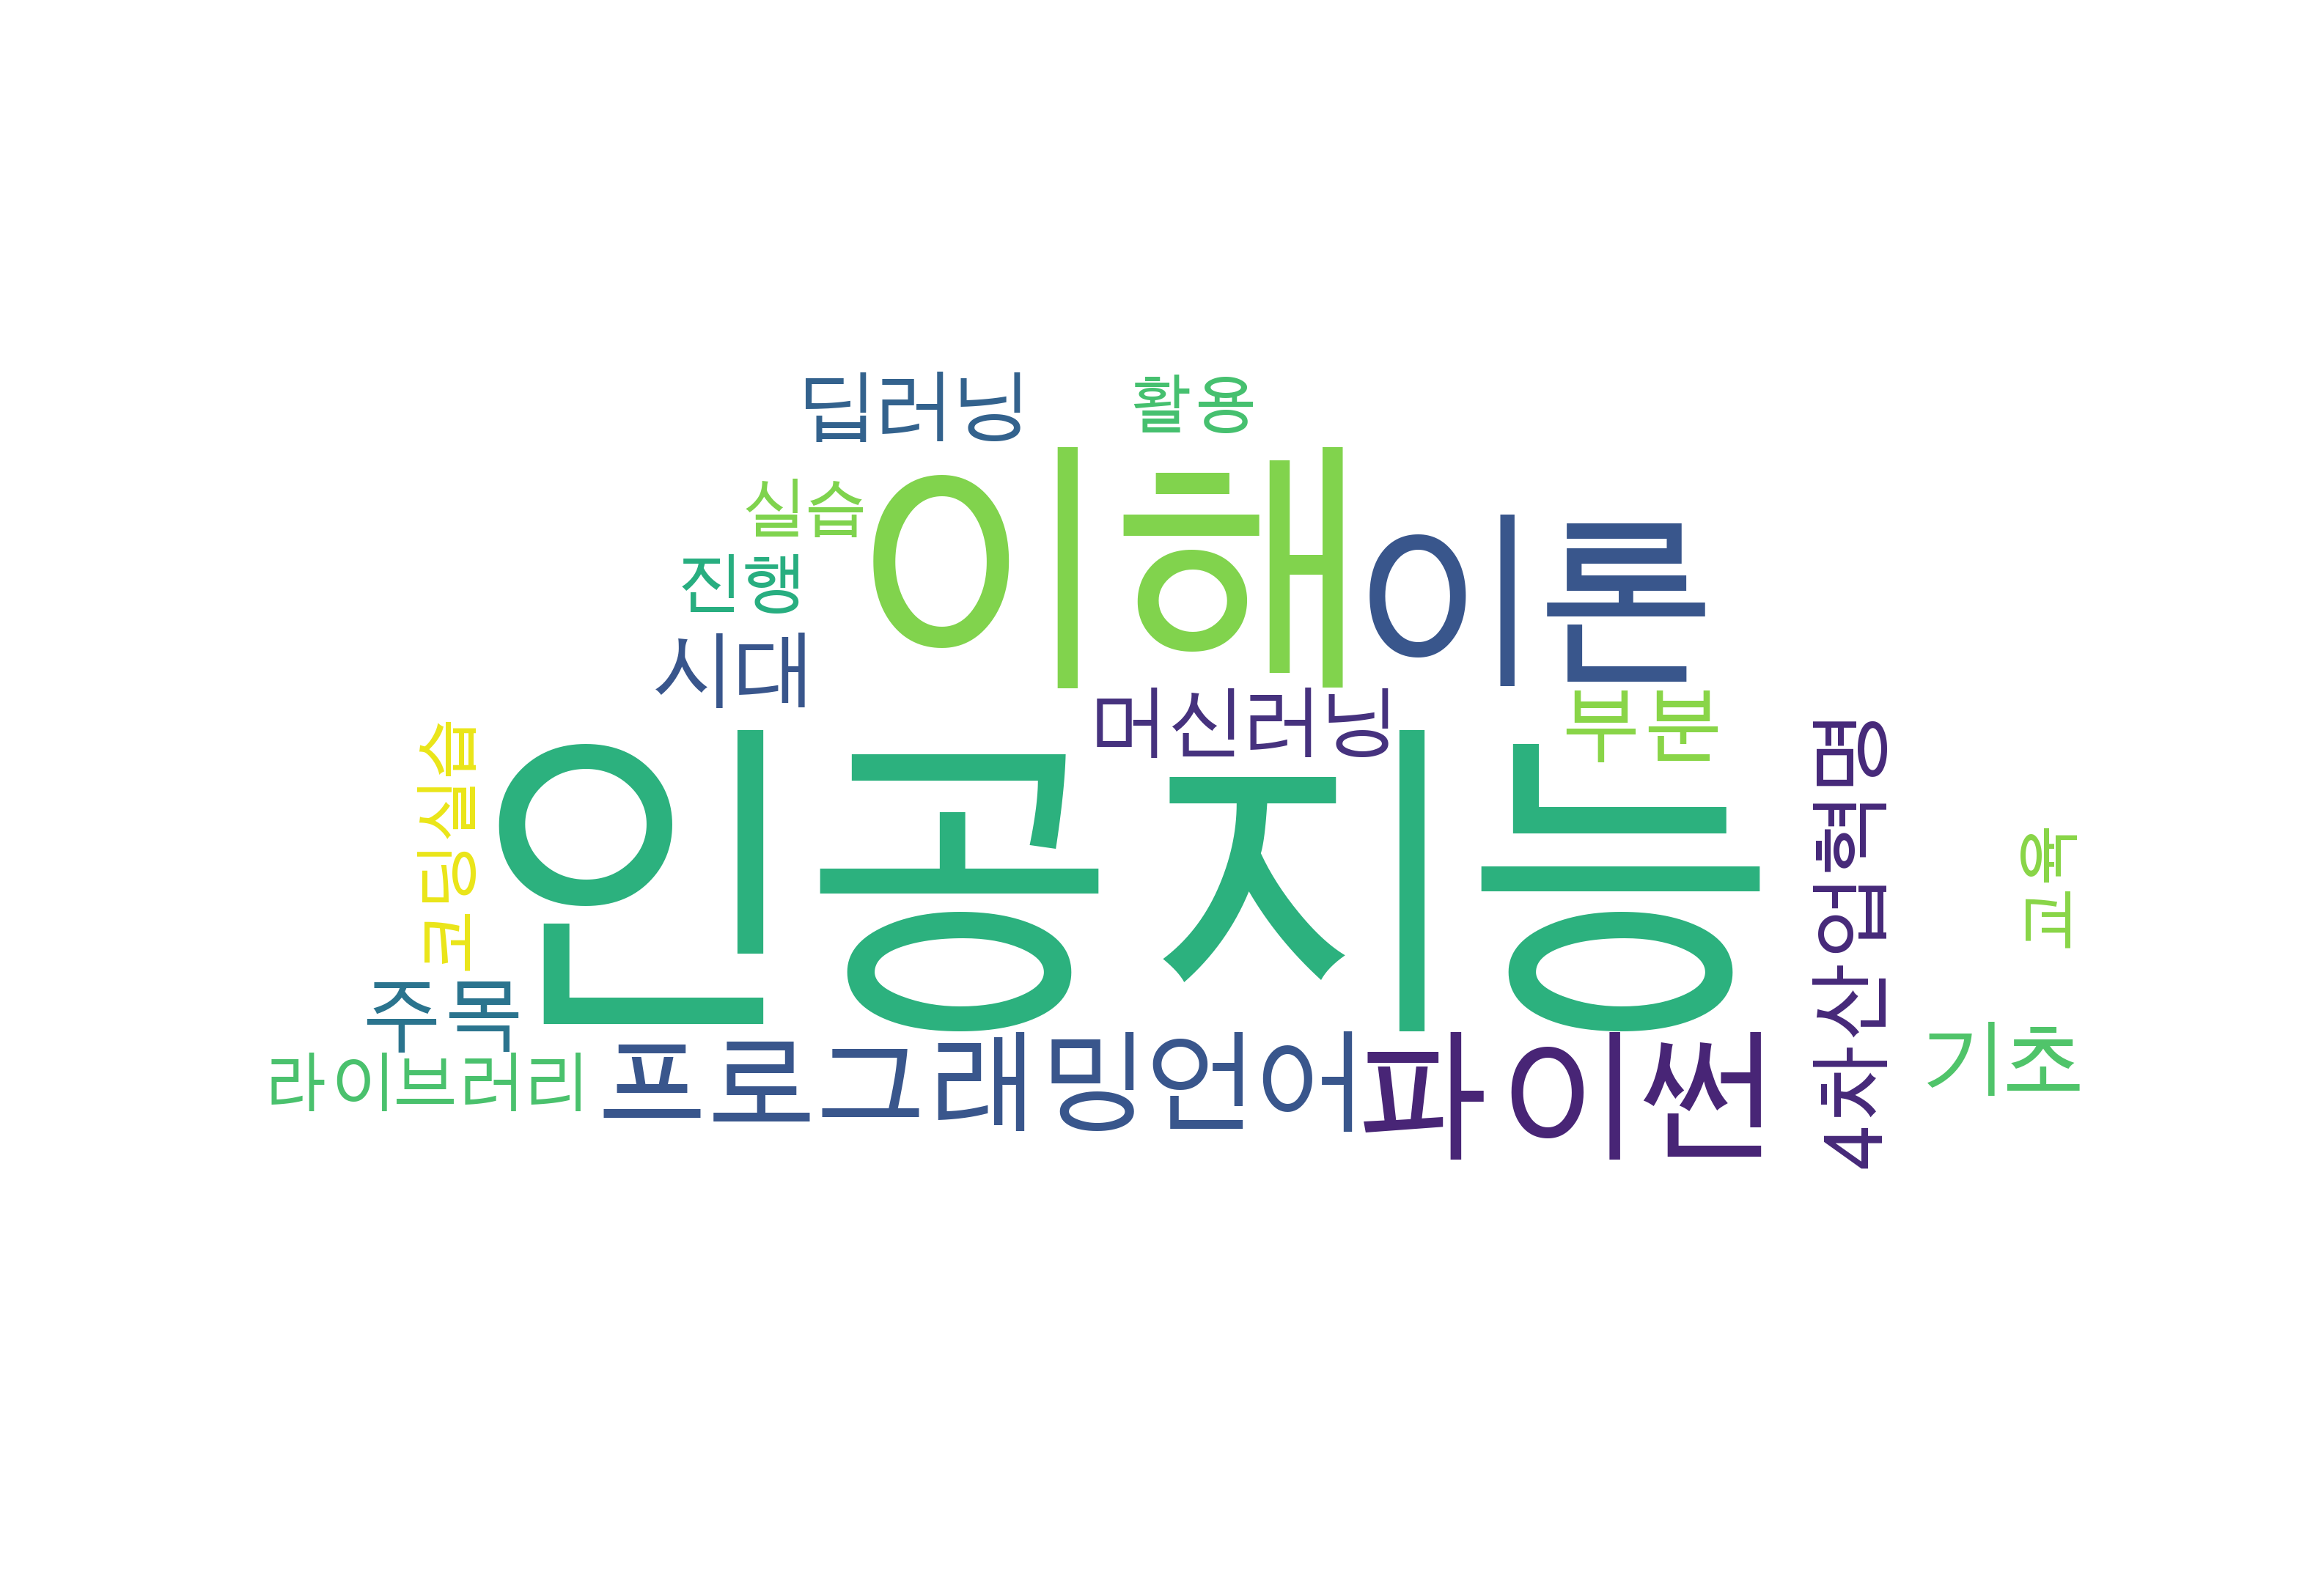 딥러닝
활용
실습
이해
이론
진행
시대
머신러닝
부분
코딩실습
인공지능
4차산업혁명
교육
주목
기초
라이브러리
프로그래밍언어
파이썬